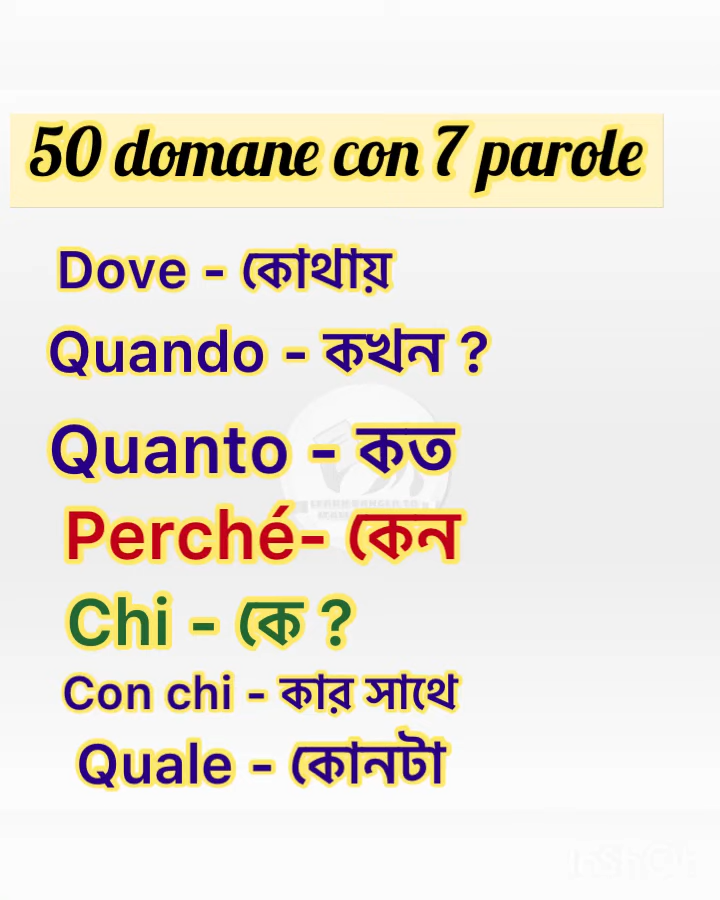 50 domane con 7 parole
Dove - কোথায়
Quando - কখন ?
Quanto - কত
Perché- কেন
Chi - কে ?
Con chi - কার সাথে
Quale - কোনটা